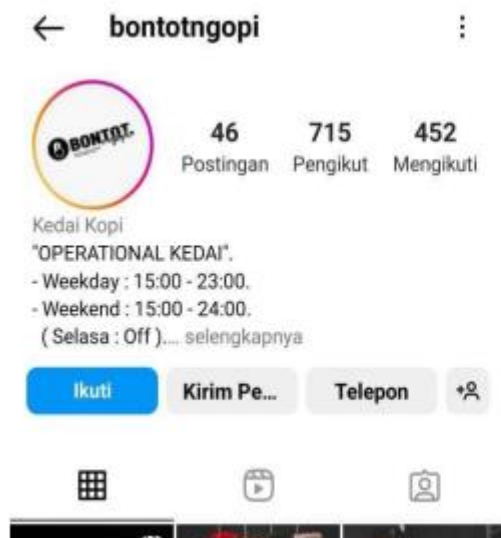 bontotngopi
BONTOT.
46 715 452
Postingan Pengikut Mengikuti
Kedai Kopi
"OPERATIONAL KEDAI".
- Weekday : 15:00 - 23:00.
- Weekend : 15:00 - 24:00.
( Selasa : Off ).... selengkapnya
Ikuti Kirim Pe... Telepon